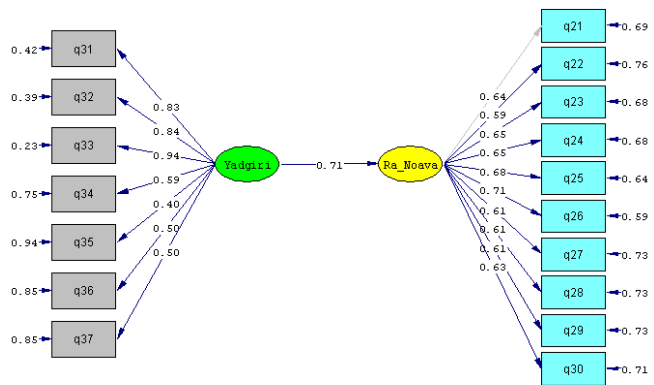 0.42 q31
0.39 q32
0.23 q33
0.75 q34
0.94 q35
0.85 q36
0.85 q37
0.83
0.84
0.94
0.59
0.40
0.50
0.50
Yadgiri 0.71 Ra_Noava
0.64
0.59
0.65
0.65
0.68
0.71
0.61
0.61
0.61
0.63
q21 0.69
q22 0.76
q23 0.68
q24 0.68
q25 0.64
q26 0.59
q27 0.73
q28 0.73
q29 0.73
q30 0.71